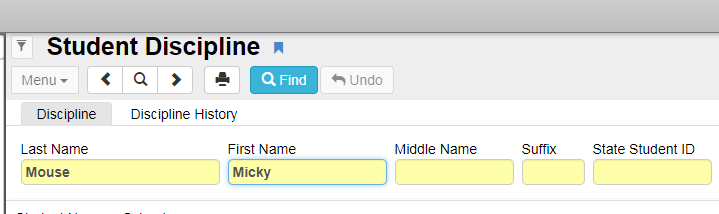 Student Discipline
Menu Find Undo
Discipline Discipline History
Last Name First Name Middle Name Suffix State Student ID
Mouse Micky